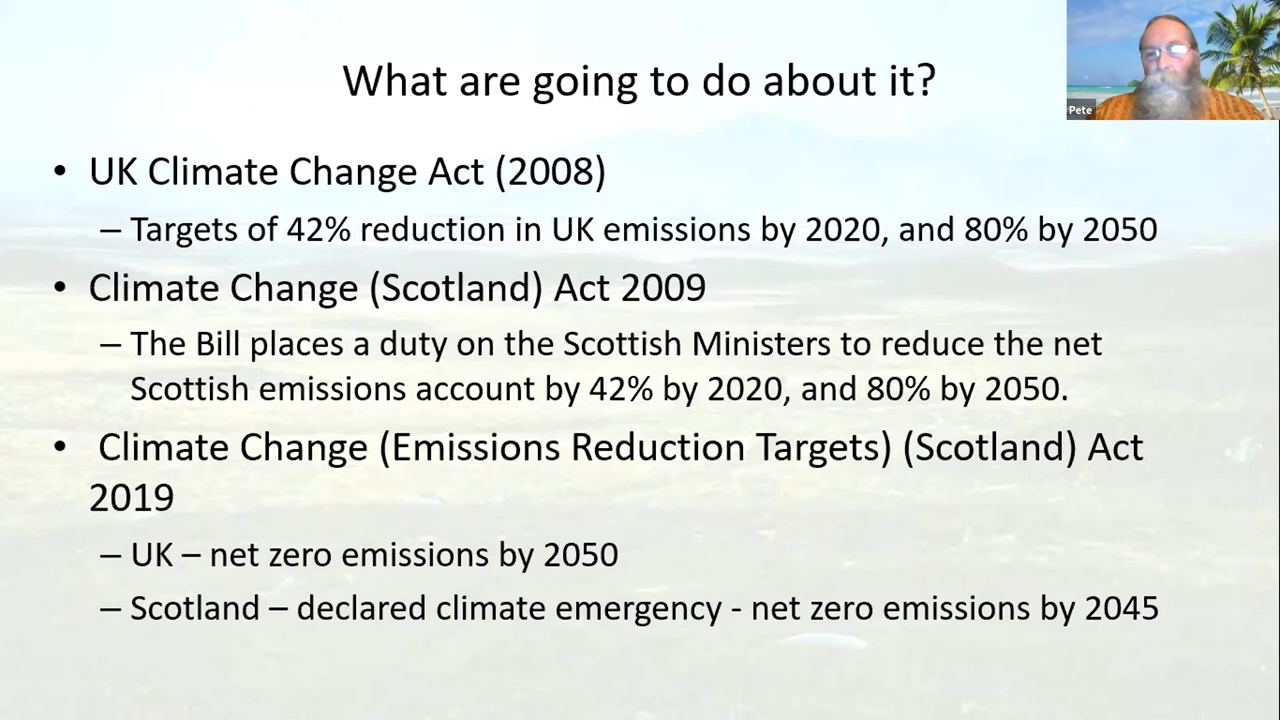 What are going to do about it?
Pete
• UK Climate Change Act (2008)
– Targets of 42% reduction in UK emissions by 2020, and 80% by 2050
• Climate Change (Scotland) Act 2009
– The Bill places a duty on the Scottish Ministers to reduce the net
Scottish emissions account by 42% by 2020, and 80% by 2050.
• Climate Change (Emissions Reduction Targets) (Scotland) Act
2019
– UK – net zero emissions by 2050
– Scotland – declared climate emergency - net zero emissions by 2045